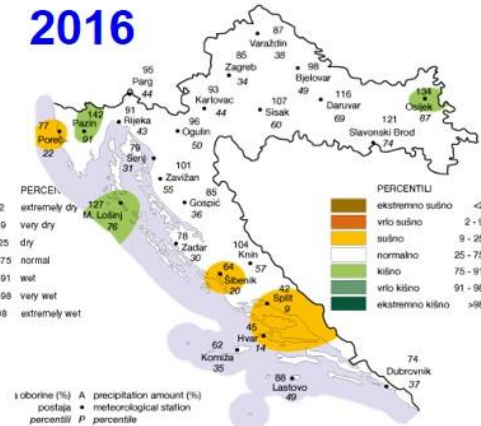 2016
87
Varaždin
38
85
Zagreb
34
98
Bjelovar
49
134
Osijek
87
95
Parg
44
93
Karlovac
44
116
Daruvar
69
107
Sisak
60
121
Slavonski Brod
74
142
Pazin
91
91
Rijeka
43
96
Ogulin
50
77
Poreč
22
79
Senj
31
101
Zavižan
55
127
M. Lošinj
76
85
Gospić
36
78
Zadar
30
104
Knin
57
64
Šibenik
20
42
Split
9
45
Hvar
14
62
Komiža
35
88
Lastovo
49
74
Dubrovnik
37
extremely dry
very dry
dry
normal
wet
very wet
extremely wet
PERCENTILI
ekstremno sušno <2
vrlo sušno 2 - 9
sušno 9 - 25
normalno 25 - 75
kišno 75 - 91
vrlo kišno 91 - 98
ekstremno kišno >98
oborine (%) A precipitation amount (%)
postaja • meteorological station
percentili P percentile